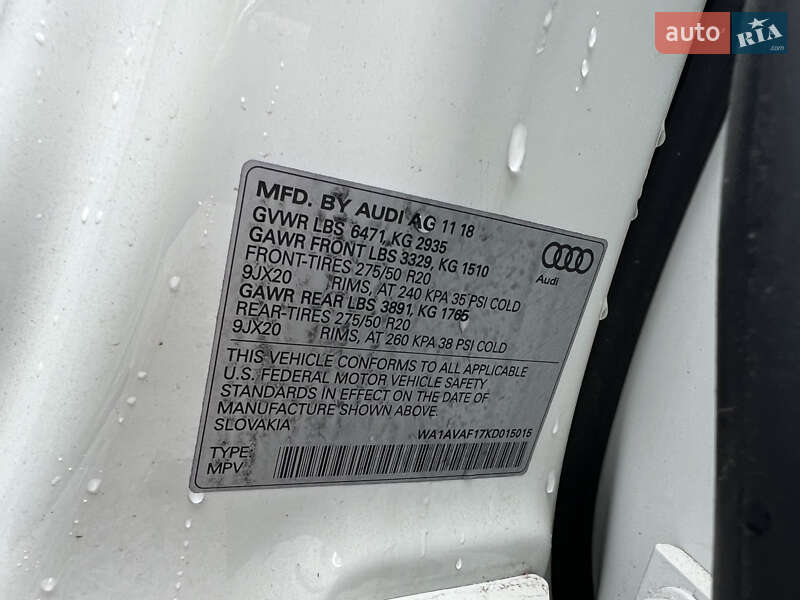 auto RIA .com
MFD. BY AUDI AG 11 18
GVWR LBS 6471, KG 2935
GAWR FRONT LBS 3329, KG 1510
FRONT-TIRES 275/50 R20
9JX20 RIMS, AT 240 KPA 35 PSI COLD
GAWR REAR LBS 3891, KG 1765
REAR-TIRES 275/50 R20
9JX20 RIMS, AT 260 KPA 38 PSI COLD
Audi
THIS VEHICLE CONFORMS TO ALL APPLICABLE
U.S. FEDERAL MOTOR VEHICLE SAFETY
STANDARDS IN EFFECT ON THE DATE OF
MANUFACTURE SHOWN ABOVE.
SLOVAKIA WA1AVAF17KD015015
TYPE:
MPV